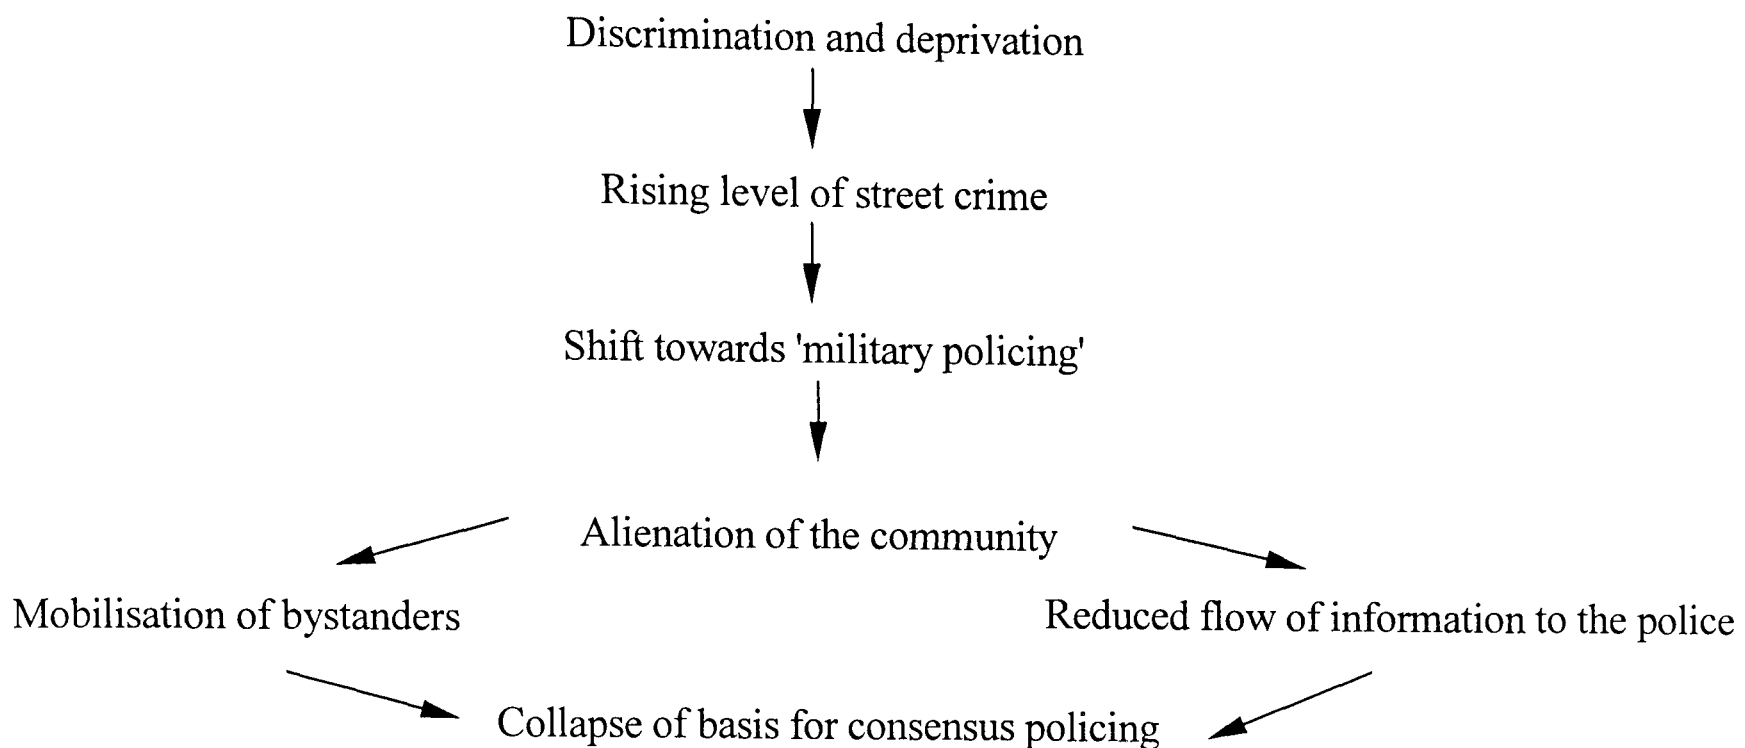 Discrimination and deprivation
Rising level of street crime
Shift towards 'military policing'
Alienation of the community
Mobilisation of bystanders
Reduced flow of information to the police
Collapse of basis for consensus policing